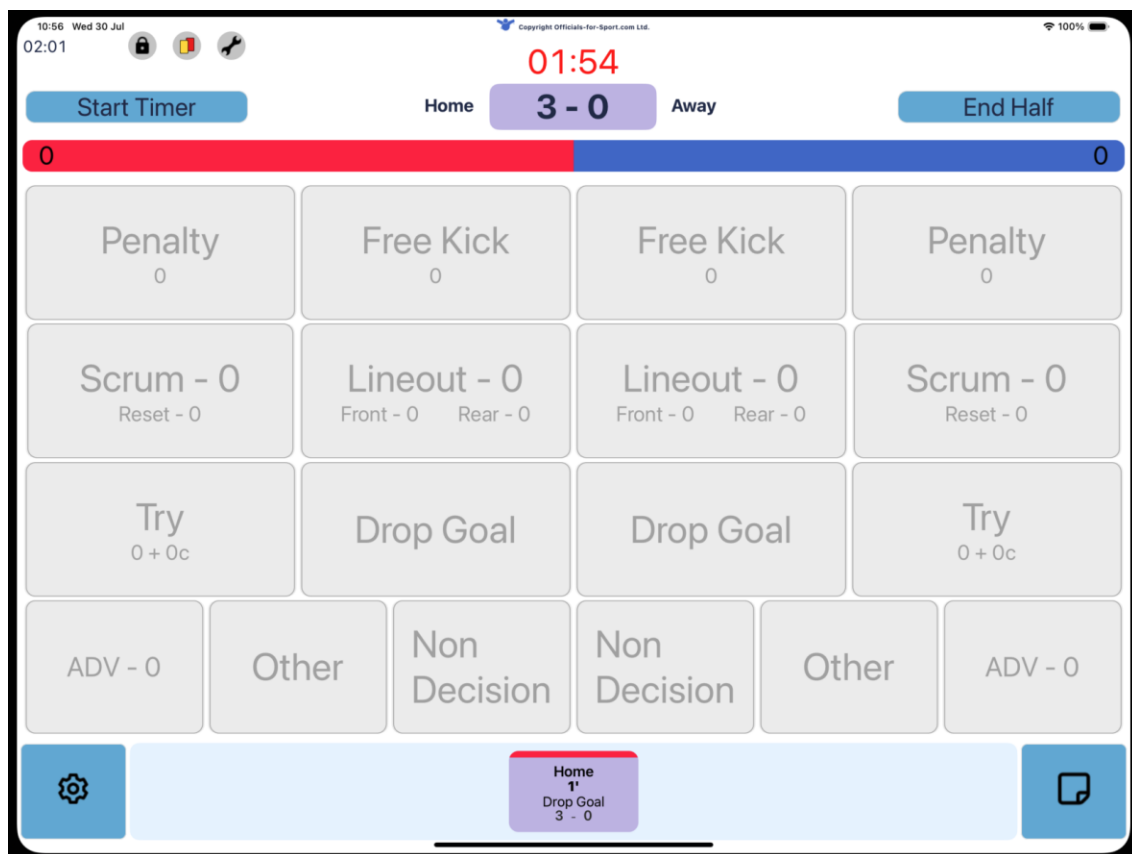 10:56 Wed 30 Jul
Copyright Officials-for-Sport.com Ltd.
100%
02:01
01:54
Start Timer
Home
3 - 0
Away
End Half
0
0
Penalty
0
Free Kick
0
Free Kick
0
Penalty
0
Scrum - 0
Reset - 0
Lineout - 0
Front - 0 Rear - 0
Lineout - 0
Front - 0 Rear - 0
Scrum - 0
Reset - 0
Try
0 + 0c
Drop Goal
Drop Goal
Try
0 + 0c
ADV - 0
Other
Non
Decision
Non
Decision
Other
ADV - 0
Home
1'
Drop Goal
3 - 0